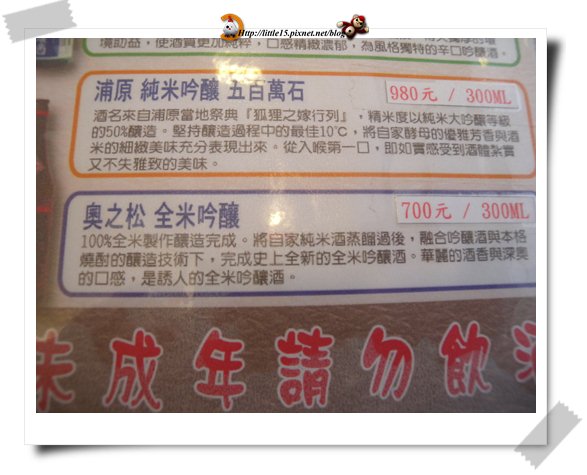 Http://little15.pixnet.net/blog
境助益，使酒質更加純粹，口感精緻濃郁，為風格獨特的辛口吟釀酒。
浦原 純米吟釀 五百萬石
980元 / 300ML
酒名來自浦原當地祭典『狐狸之嫁行列』，精米度以純米大吟釀等級
的50%釀造。堅持釀造過程中的最佳10℃，將自家酵母的優雅芳香與酒
米的細緻美味充分表現出來。從入喉第一口，即如實感受到酒體紮實
又不失雅致的美味。
奧之松 全米吟釀
700元 / 300ML
100%全米製作釀造完成。將自家純米酒蒸餾過後，融合吟釀酒與本格
燒酎的釀造技術下，完成史上全新的全米吟釀酒。華麗的酒香與深奧
的口感，是誘人的全米吟釀酒。
未成年請勿飲酒